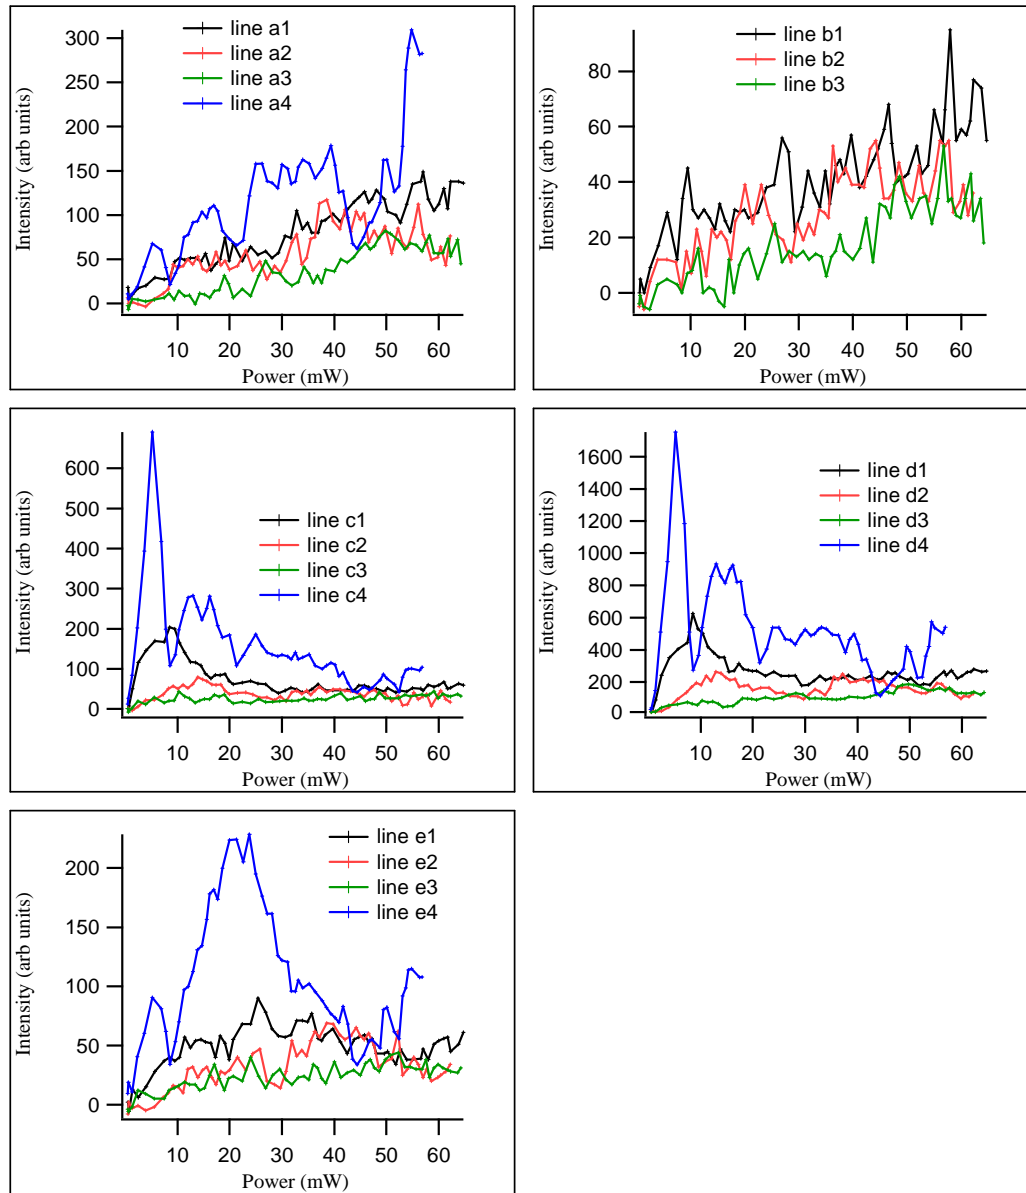 line a1
line a2
line a3
line a4
300
250
200
150
100
50
0
Intensity (arb units)
10 20 30 40 50 60
Power (mW)
line b1
line b2
line b3
80
60
40
20
0
Intensity (arb units)
10 20 30 40 50 60
Power (mW)
line c1
line c2
line c3
line c4
600
500
400
300
200
100
0
Intensity (arb units)
10 20 30 40 50 60
Power (mW)
line d1
line d2
line d3
line d4
1600
1400
1200
1000
800
600
400
200
0
Intensity (arb units)
10 20 30 40 50 60
Power (mW)
line e1
line e2
line e3
line e4
200
150
100
50
0
Intensity (arb units)
10 20 30 40 50 60
Power (mW)